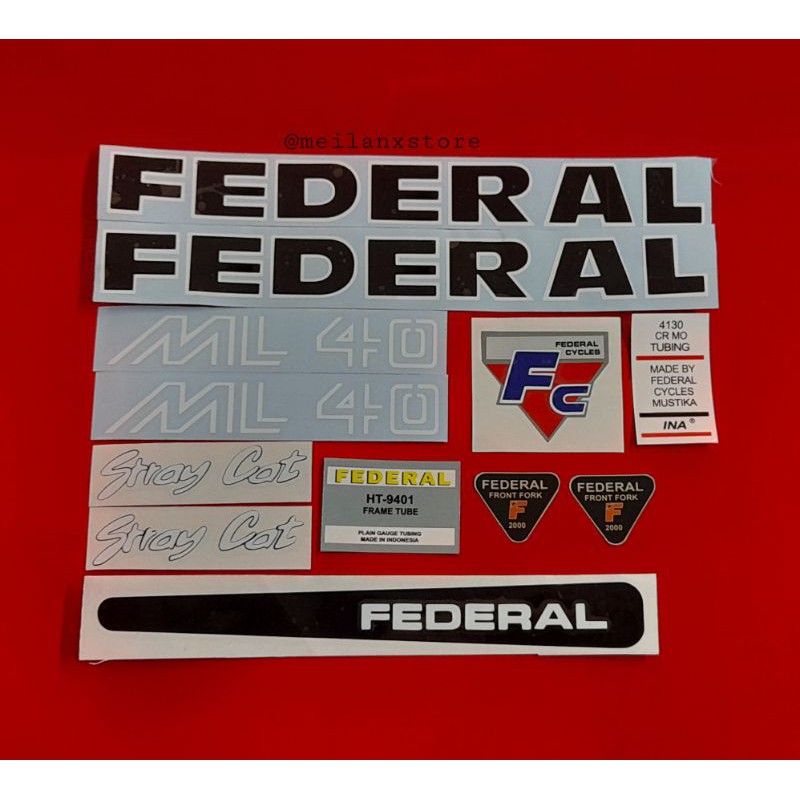 @meilanxstore
FEDERAL
FEDERAL
ML 40
ML 40
FEDERAL
CYCLES
FC
4130
CR MO
TUBING
MADE BY
FEDERAL
CYCLES
MUSTIKA
INA®
Stray Cat
Stray Cat
FEDERAL
HT-9401
FRAME TUBE
PLAIN GAUGE TUBING
MADE IN INDONESIA
FEDERAL
FRONT FORK
F
2000
FEDERAL
FRONT FORK
F
2000
FEDERAL